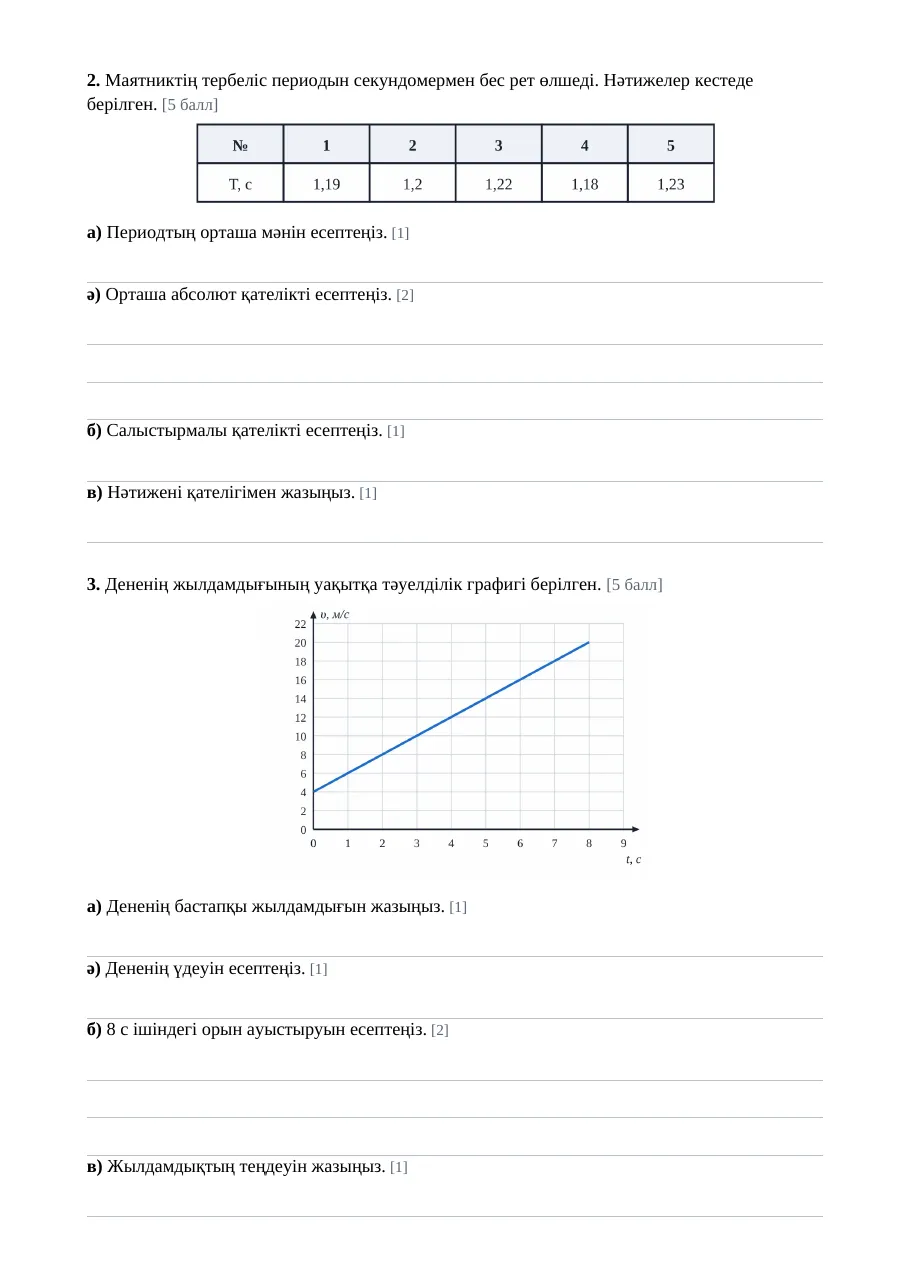 2. Маятниктің тербеліс периодын секундомермен бес рет өлшеді. Нәтижелер кестеде
берілген. [5 балл]
№ 1 2 3 4 5
T, с 1,19 1,2 1,22 1,18 1,23
а) Периодтың орташа мәнін есептеңіз. [1]
ә) Орташа абсолют қателікті есептеңіз. [2]
б) Салыстырмалы қателікті есептеңіз. [1]
в) Нәтижені қателігімен жазыңыз. [1]
3. Дененің жылдамдығының уақытқа тәуелділік графигі берілген. [5 балл]
υ, м/с
22
20
18
16
14
12
10
8
6
4
2
0
0 1 2 3 4 5 6 7 8 9
t, с
а) Дененің бастапқы жылдамдығын жазыңыз. [1]
ә) Дененің үдеуін есептеңіз. [1]
б) 8 с ішіндегі орын ауыстыруын есептеңіз. [2]
в) Жылдамдықтың теңдеуін жазыңыз. [1]